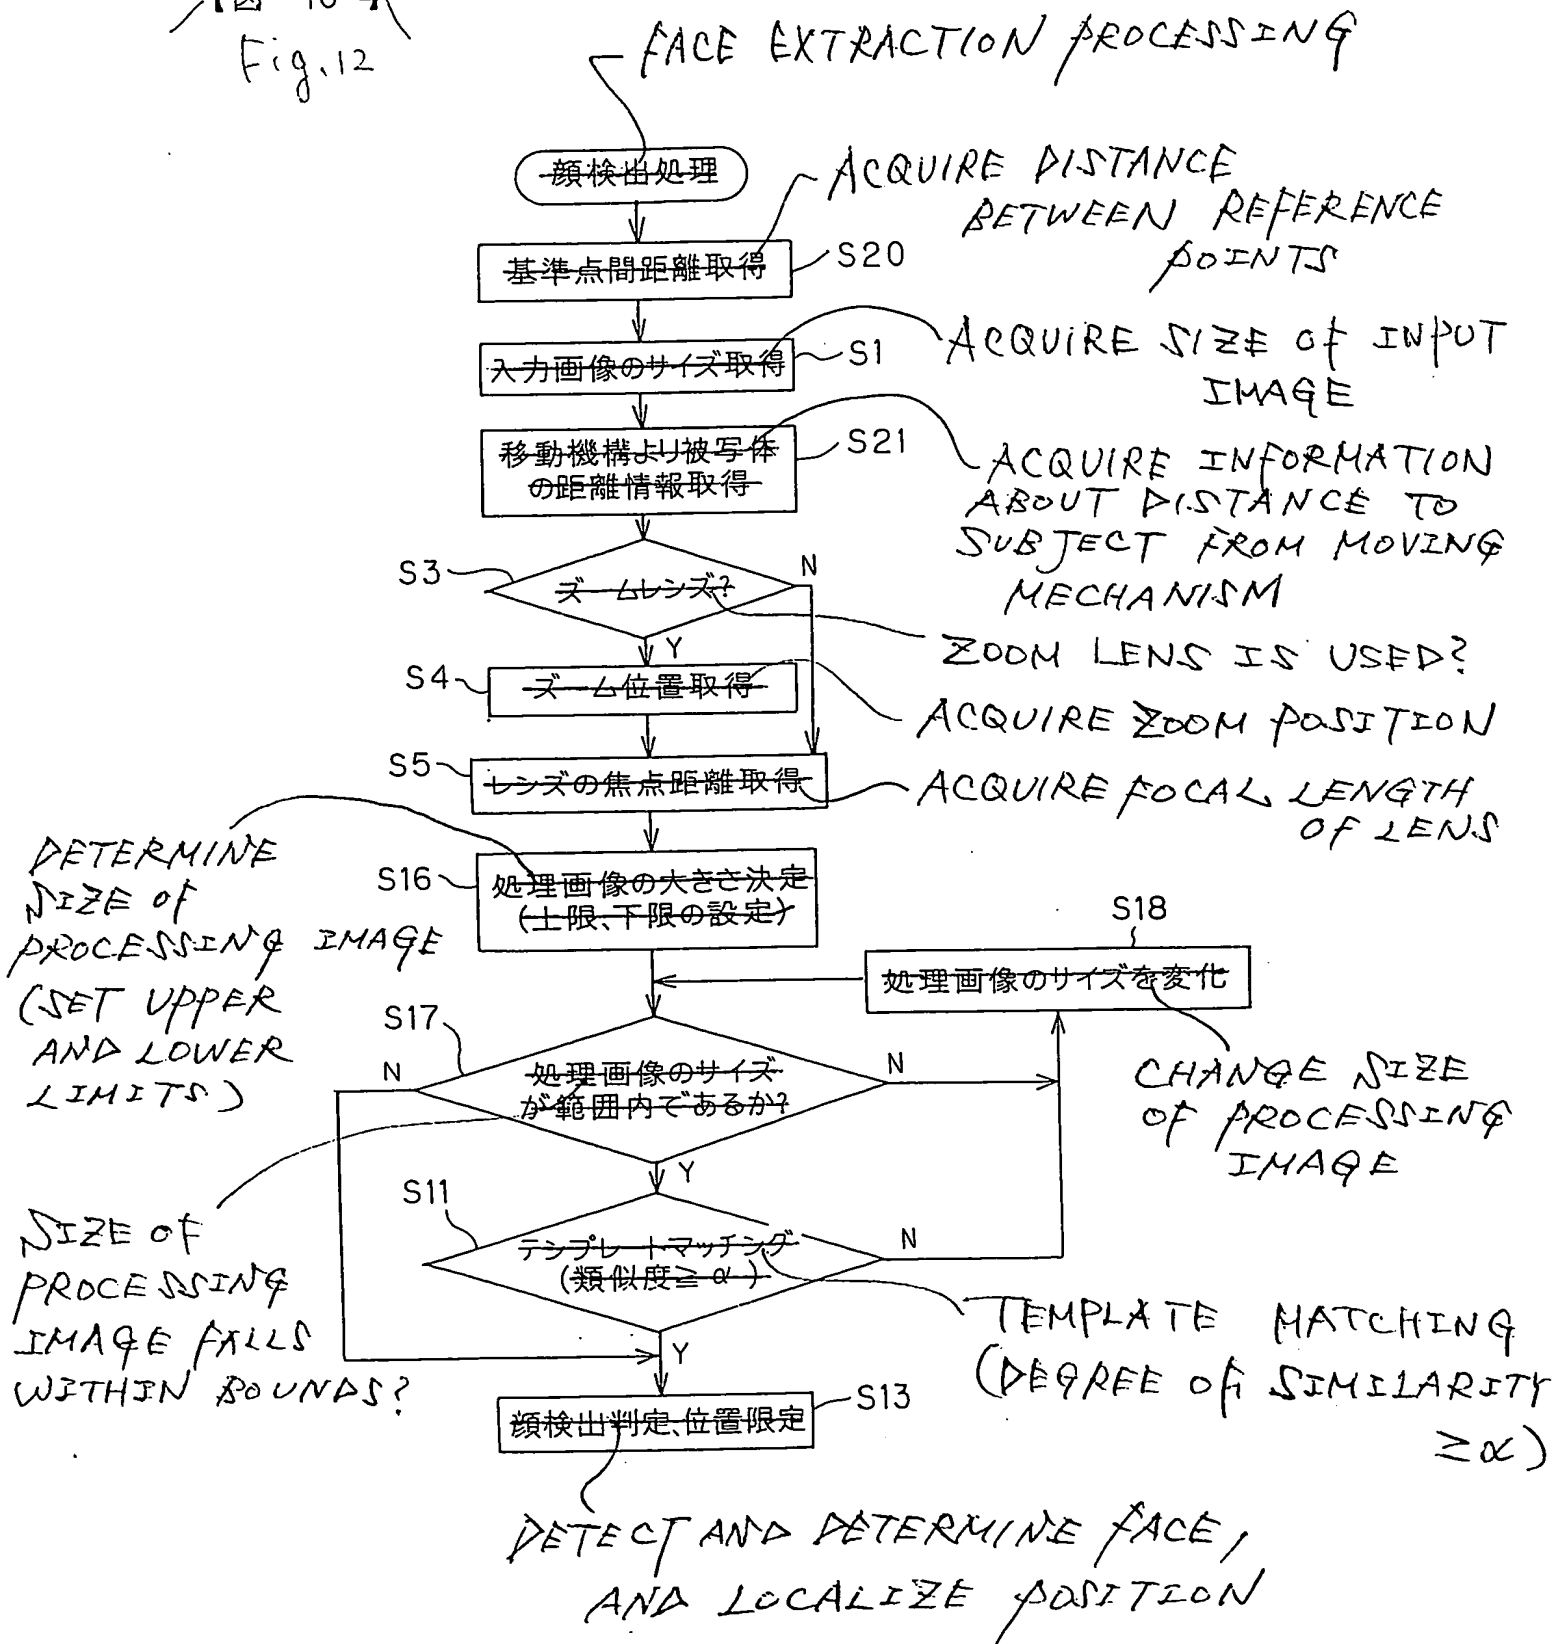 Fig.12
FACE EXTRACTION PROCESSING
顔検出処理
ACQUIRE DISTANCE
BETWEEN REFERENCE
POINTS
基準点間距離取得
S20
入力画像のサイズ取得
S1
ACQUIRE SIZE OF INPUT
IMAGE
移動機構より被写体
の距離情報取得
S21
ACQUIRE INFORMATION
ABOUT DISTANCE TO
SUBJECT FROM MOVING
MECHANISM
S3
ズームレンズ?
N
Y
ZOOM LENS IS USED?
S4
ズーム位置取得
ACQUIRE ZOOM POSITION
S5
レンズの焦点距離取得
ACQUIRE FOCAL LENGTH
OF LENS
DETERMINE
SIZE OF
PROCESSING IMAGE
(SET UPPER
AND LOWER
LIMITS)
S16
処理画像の大きさ決定
(上限、下限の設定)
S18
処理画像のサイズを変化
CHANGE SIZE
OF PROCESSING
IMAGE
S17
N
処理画像のサイズ
が範囲内であるか?
N
Y
SIZE OF
PROCESSING
IMAGE FALLS
WITHIN BOUNDS?
S11
テンプレートマッチング
(類似度≧α)
N
Y
TEMPLATE MATCHING
(DEGREE OF SIMILARITY
≥α)
顔検出判定、位置限定
S13
DETECT AND DETERMINE FACE,
AND LOCALIZE POSITION